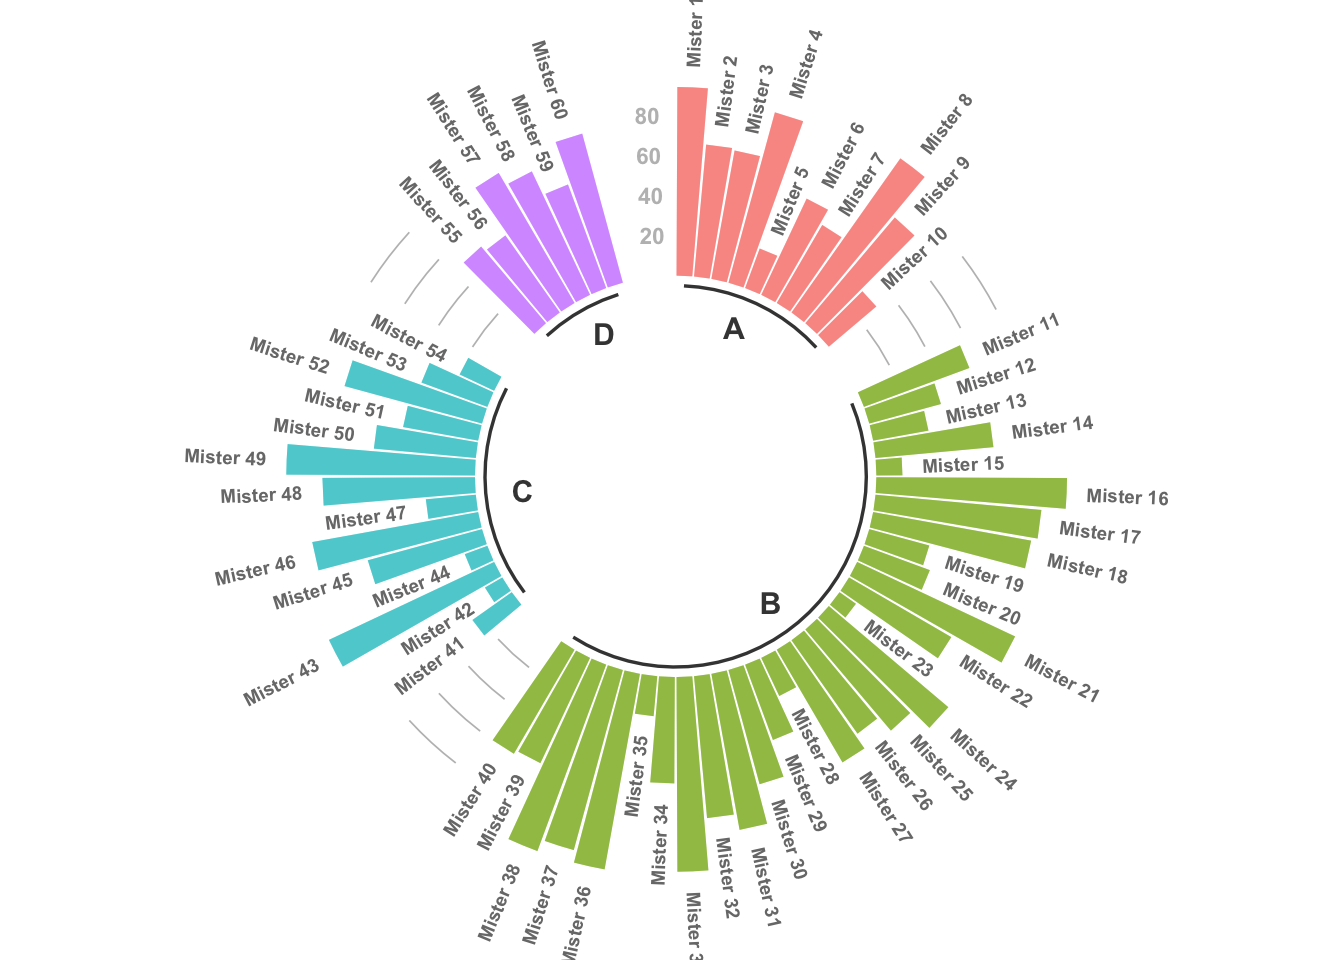 Mister 1
Mister 2
Mister 3
Mister 4
Mister 5
Mister 6
Mister 7
Mister 8
Mister 9
Mister 10
Mister 11
Mister 12
Mister 13
Mister 14
Mister 15
Mister 16
Mister 17
Mister 18
Mister 19
Mister 20
Mister 21
Mister 22
Mister 23
Mister 24
Mister 25
Mister 26
Mister 27
Mister 28
Mister 29
Mister 30
Mister 31
Mister 32
Mister 3
Mister 34
Mister 35
Mister 36
Mister 37
Mister 38
Mister 39
Mister 40
Mister 41
Mister 42
Mister 43
Mister 44
Mister 45
Mister 46
Mister 47
Mister 48
Mister 49
Mister 50
Mister 51
Mister 52
Mister 53
Mister 54
Mister 55
Mister 56
Mister 57
Mister 58
Mister 59
Mister 60
80
60
40
20
A
B
C
D